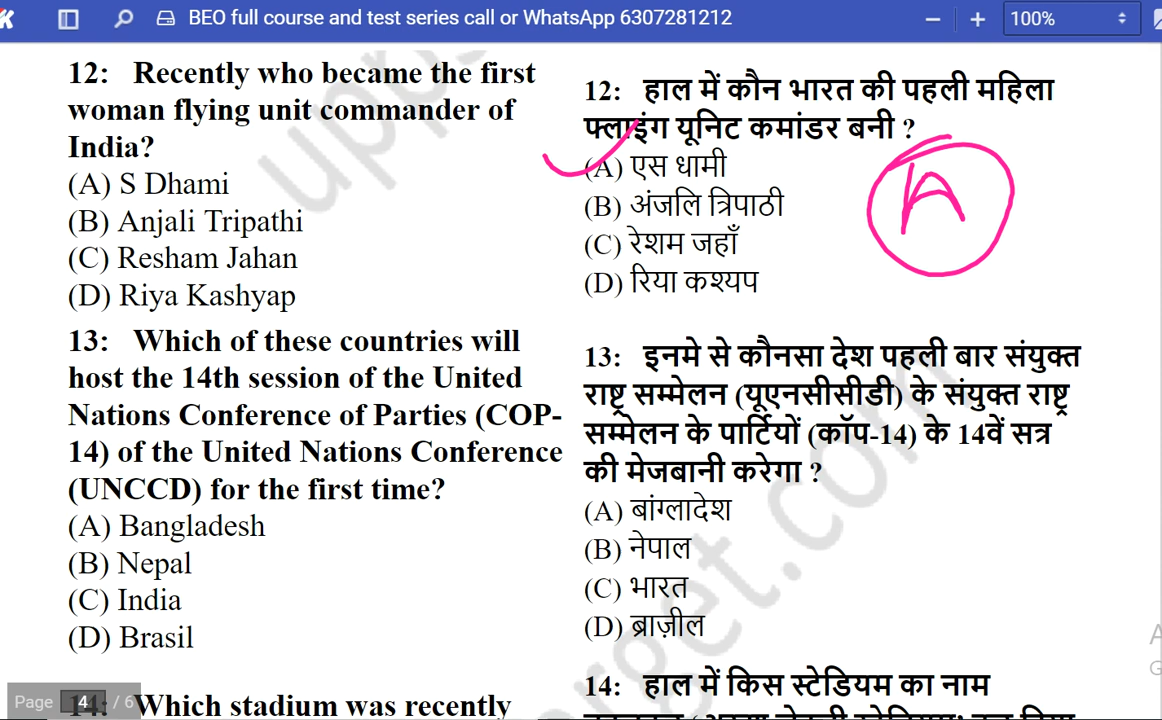 BEO full course and test series call or WhatsApp 6307281212
100%
12: Recently who became the first
woman flying unit commander of
India?
(A) S Dhami
(B) Anjali Tripathi
(C) Resham Jahan
(D) Riya Kashyap
13: Which of these countries will
host the 14th session of the United
Nations Conference of Parties (COP-
14) of the United Nations Conference
(UNCCD) for the first time?
(A) Bangladesh
(B) Nepal
(C) India
(D) Brasil
14: Which stadium was recently
12: हाल में कौन भारत की पहली महिला
फ्लाइंग यूनिट कमांडर बनी ?
(A) एस धामी
(B) अंजलि त्रिपाठी
(C) रेशम जहाँ
(D) रिया कश्यप
A
13: इनमे से कौनसा देश पहली बार संयुक्त
राष्ट्र सम्मेलन (यूएनसीसीडी) के संयुक्त राष्ट्र
सम्मेलन के पार्टियों (कॉप-14) के 14वें सत्र
की मेजबानी करेगा ?
(A) बांग्लादेश
(B) नेपाल
(C) भारत
(D) ब्राज़ील
14: हाल में किस स्टेडियम का नाम
Page 4 / 6